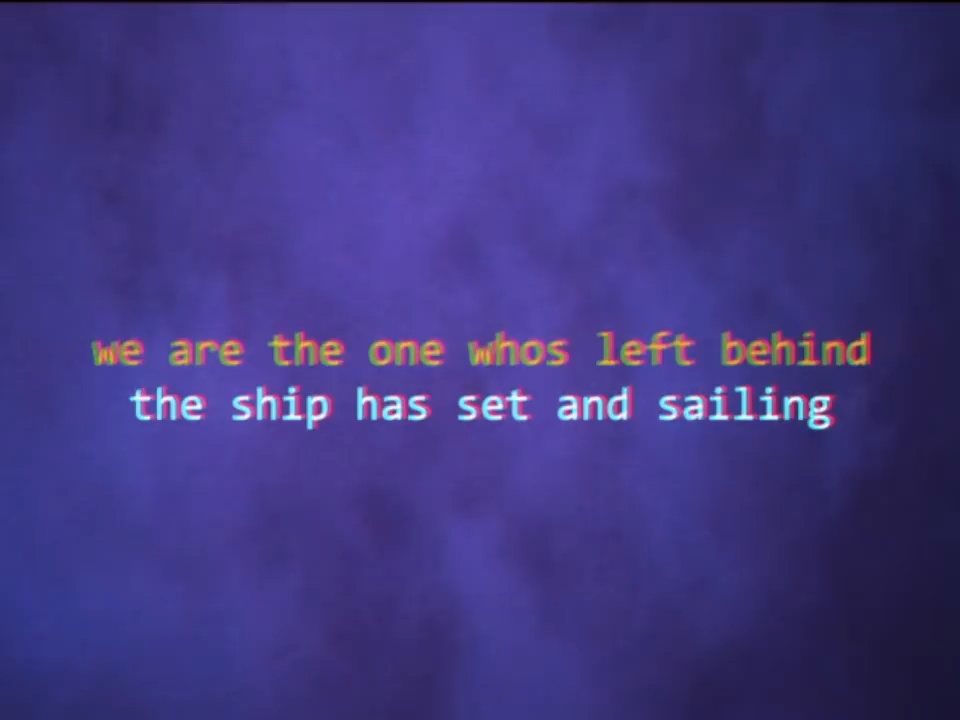 we are the one whos left behind
the ship has set and sailing